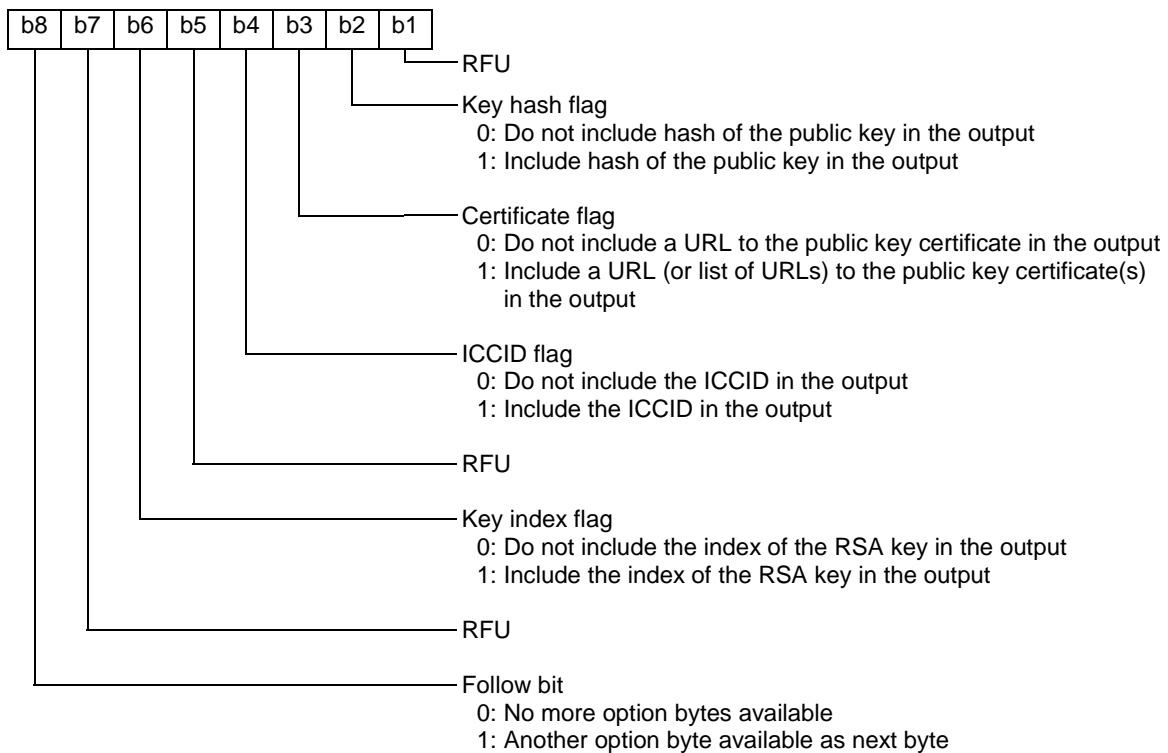 b8 b7 b6 b5 b4 b3 b2 b1
RFU
Key hash flag
0: Do not include hash of the public key in the output
1: Include hash of the public key in the output
Certificate flag
0: Do not include a URL to the public key certificate in the output
1: Include a URL (or list of URLs) to the public key certificate(s)
in the output
ICCID flag
0: Do not include the ICCID in the output
1: Include the ICCID in the output
RFU
Key index flag
0: Do not include the index of the RSA key in the output
1: Include the index of the RSA key in the output
RFU
Follow bit
0: No more option bytes available
1: Another option byte available as next byte